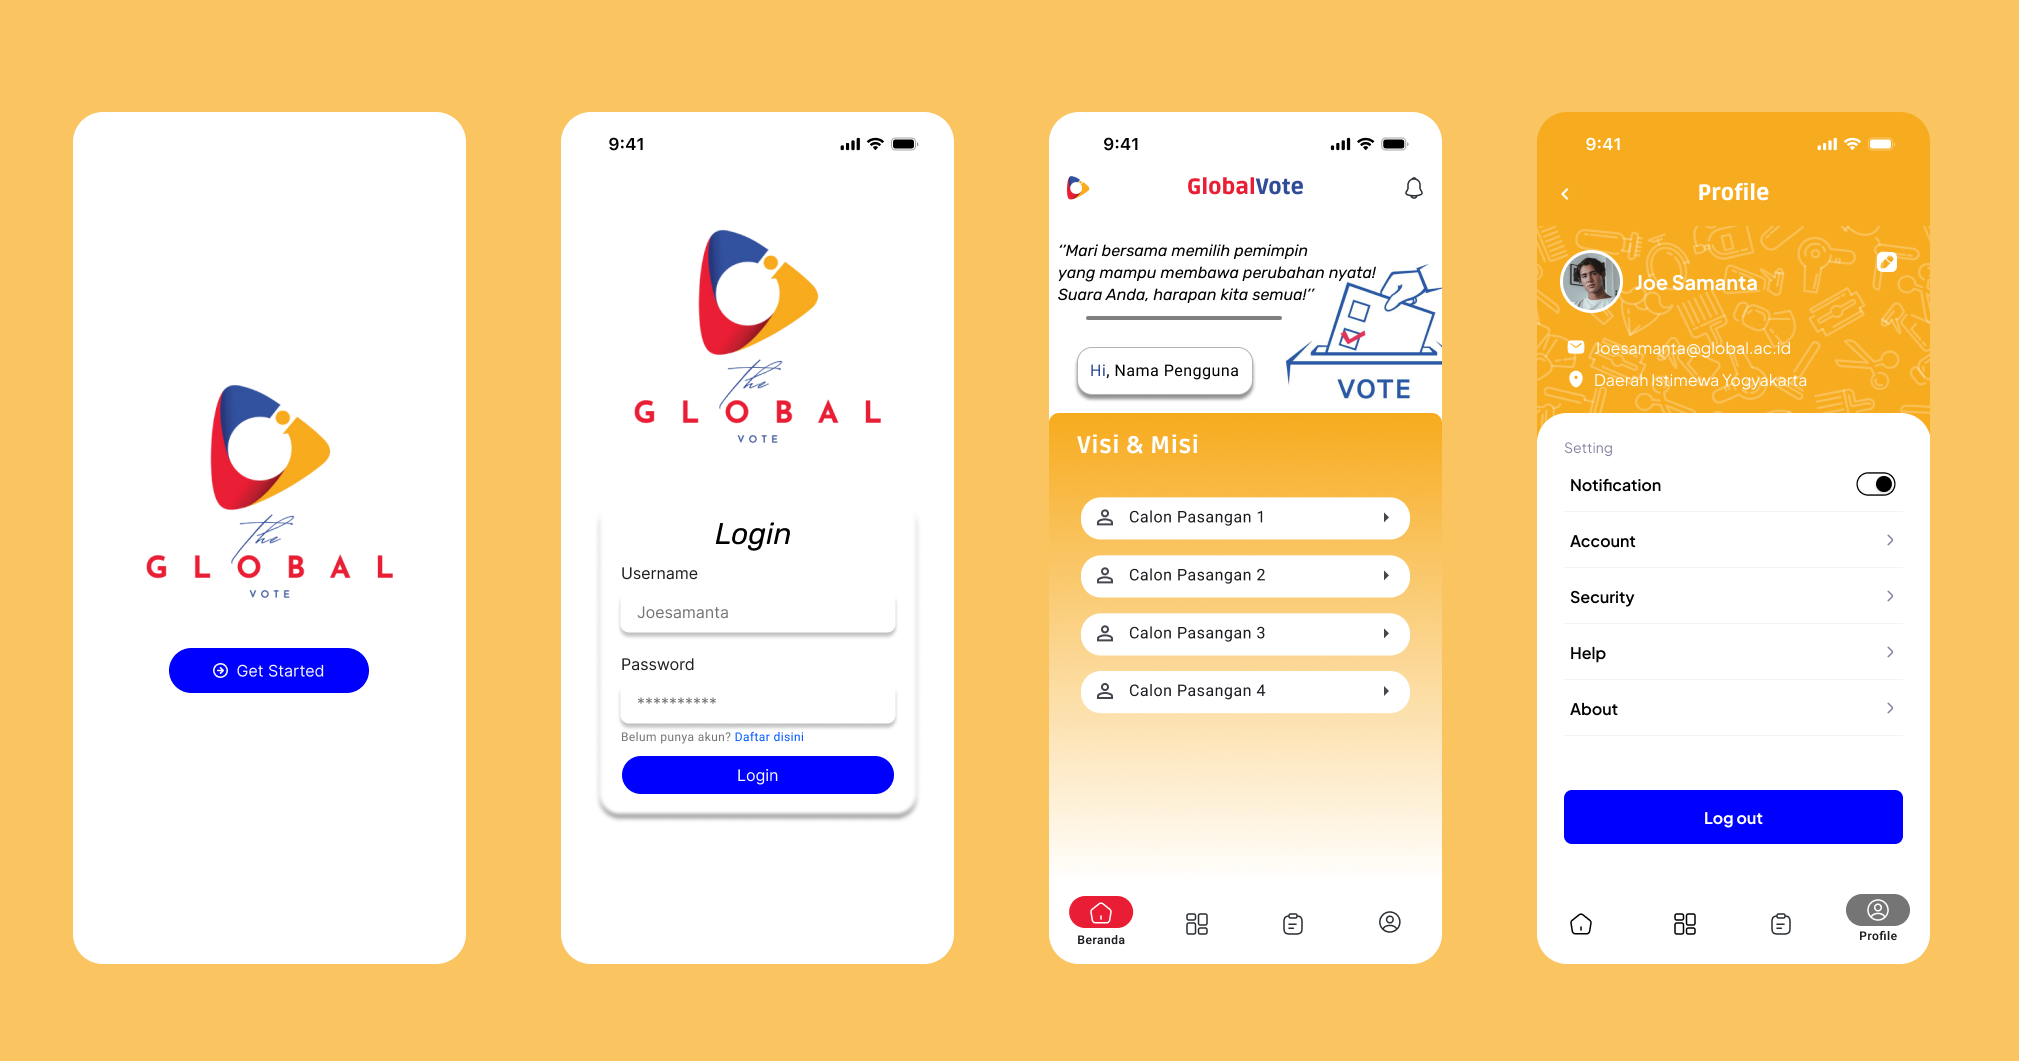 the
GLOBAL
VOTE
Get Started
9:41
the
GLOBAL
VOTE
Login
Username
Joesamanta
Password
**********
Belum punya akun? Daftar disini
Login
9:41
GlobalVote
‘’Mari bersama memilih pemimpin
yang mampu membawa perubahan nyata!
Suara Anda, harapan kita semua!’’
VOTE
Hi, Nama Pengguna
Visi & Misi
Calon Pasangan 1
Calon Pasangan 2
Calon Pasangan 3
Calon Pasangan 4
Beranda
9:41
Profile
Joe Samanta
Joesamanta@global.ac.id
Daerah Istimewa Yogyakarta
Setting
Notification
Account
Security
Help
About
Log out
Profile